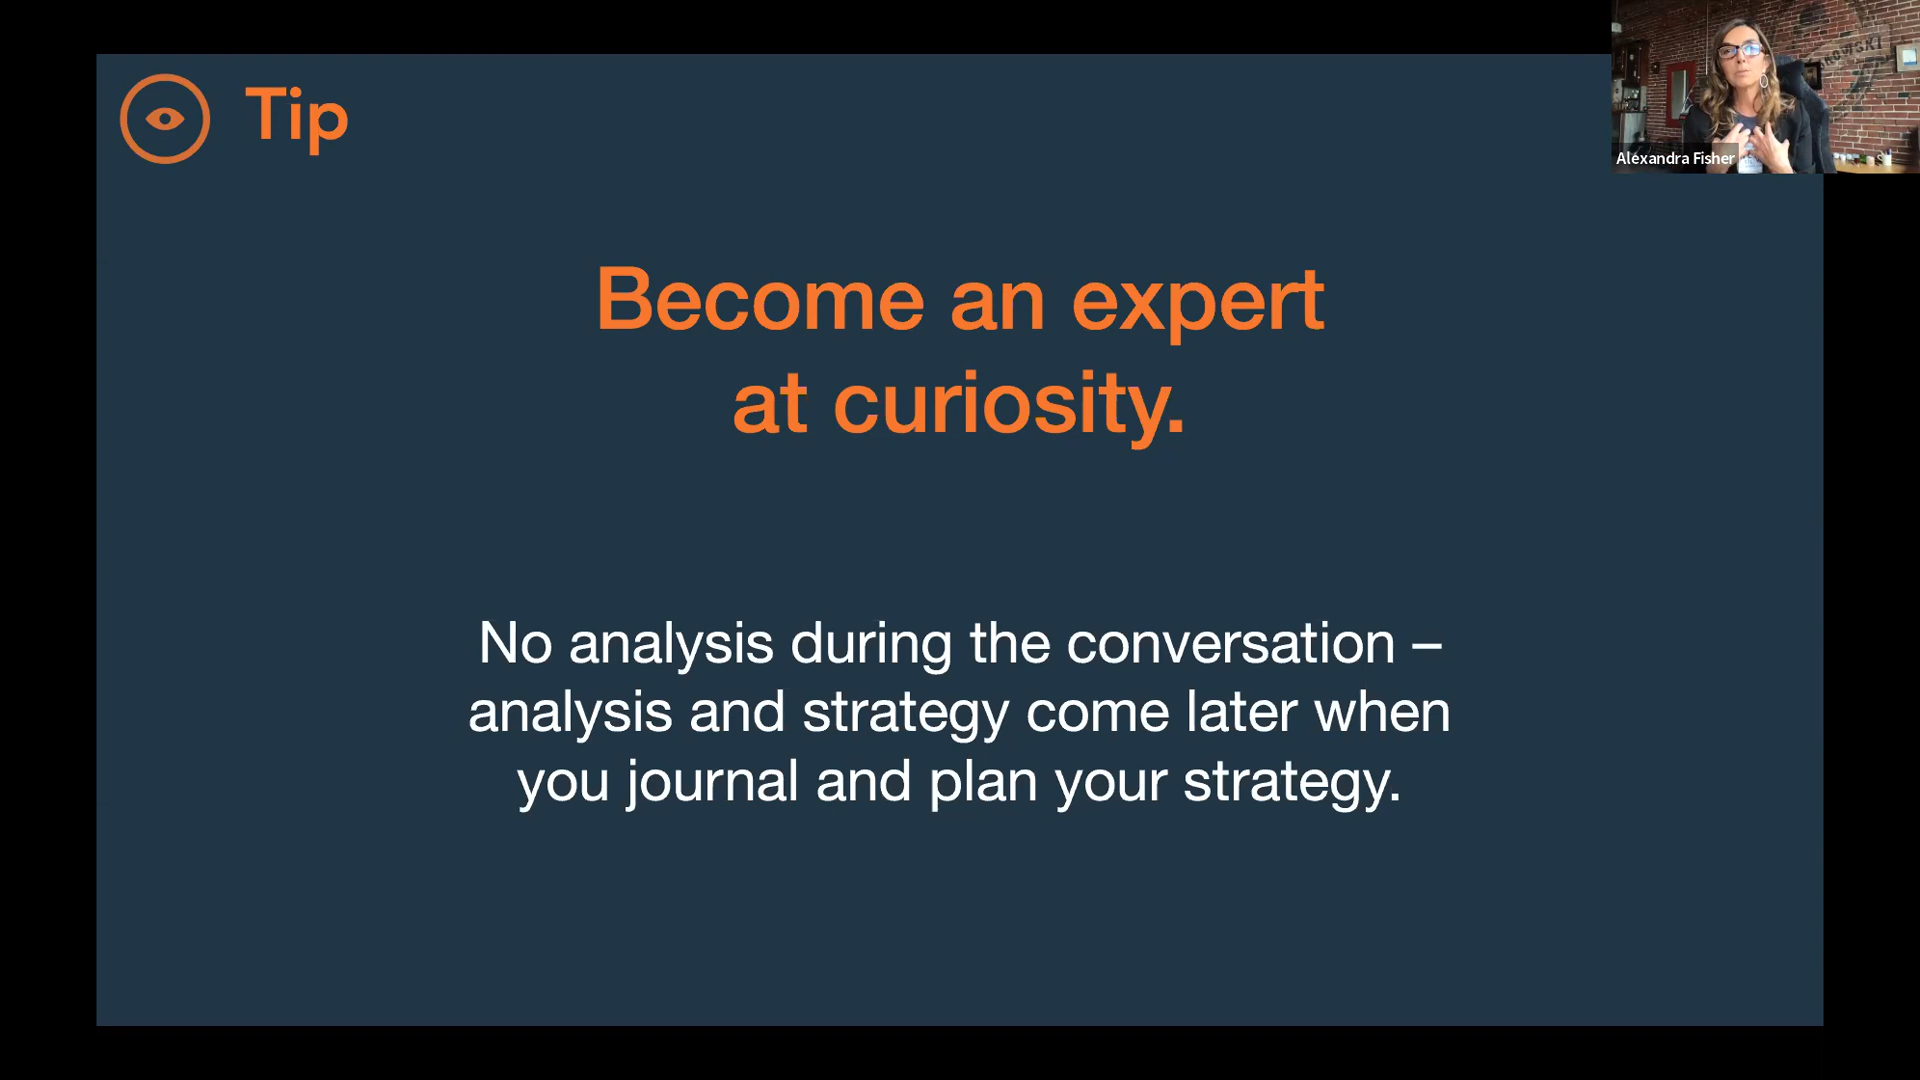 Tip
Become an expert
at curiosity.
No analysis during the conversation –
analysis and strategy come later when
you journal and plan your strategy.
Alexandra Fisher